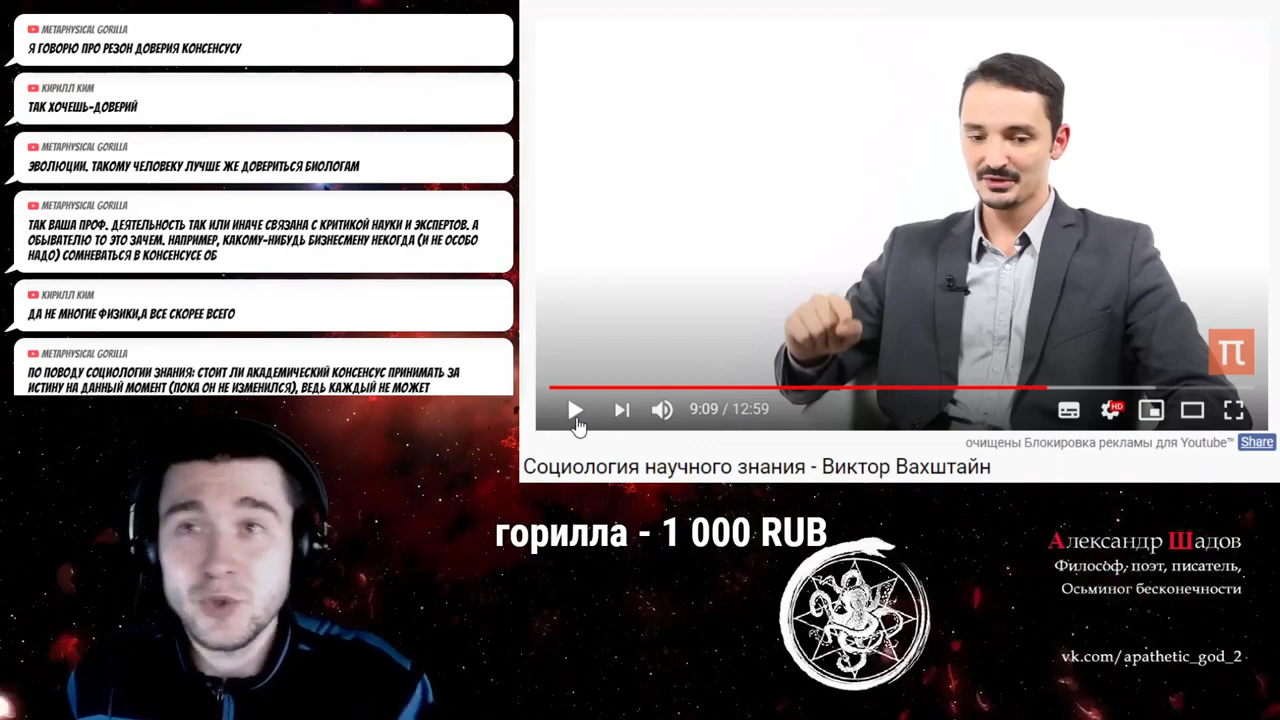 METAPHYSICAL GORILLA
Я ГОВОРЮ ПРО РЕЗОН ДОВЕРИЯ КОНСЕНСУСУ
КИРИЛЛ КИМ
ТАК ХОЧЕШЬ-ДОВЕРИЙ
METAPHYSICAL GORILLA
ЭВОЛЮЦИИ. ТАКОМУ ЧЕЛОВЕКУ ЛУЧШЕ ЖЕ ДОВЕРИТЬСЯ БИОЛОГАМ
METAPHYSICAL GORILLA
ТАК ВАША ПРОФ. ДЕЯТЕЛЬНОСТЬ ТАК ИЛИ ИНАЧЕ СВЯЗАНА С КРИТИКОЙ НАУКИ И ЭКСПЕРТОВ. А
ОБЫВАТЕЛЮ ТО ЭТО ЗАЧЕМ. НАПРИМЕР, КАКОМУ-НИБУДЬ БИЗНЕСМЕНУ НЕКОГДА (И НЕ ОСОБО
НАДО) СОМНЕВАТЬСЯ В КОНСЕНСУСЕ ОБ
КИРИЛЛ КИМ
ДА НЕ МНОГИЕ ФИЗИКИ,А ВСЕ СКОРЕЕ ВСЕГО
METAPHYSICAL GORILLA
ПО ПОВОДУ СОЦИОЛОГИИ ЗНАНИЯ: СТОИТ ЛИ АКАДЕМИЧЕСКИЙ КОНСЕНСУС ПРИНИМАТЬ ЗА
ИСТИНУ НА ДАННЫЙ МОМЕНТ (ПОКА ОН НЕ ИЗМЕНИЛСЯ), ВЕДЬ КАЖДЫЙ НЕ МОЖЕТ
π
9:09 / 12:59
HD
очищены Блокировка рекламы для Youtube™ Share
Социология научного знания - Виктор Вахштайн
горилла - 1 000 RUB
Александр Шадов
Философ, поэт, писатель,
Осьминог бесконечности
vk.com/apathetic_god_2